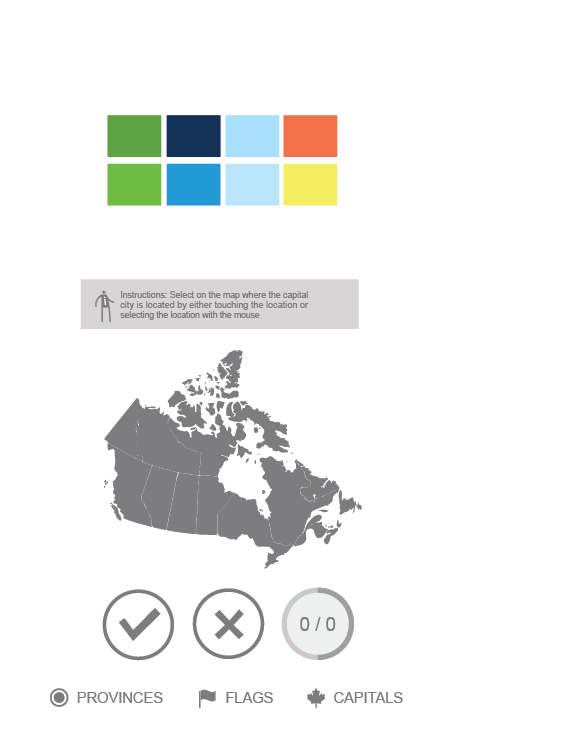 Instructions: Select on the map where the capital
city is located by either touching the location or
selecting the location with the mouse
0 / 0
PROVINCES FLAGS CAPITALS